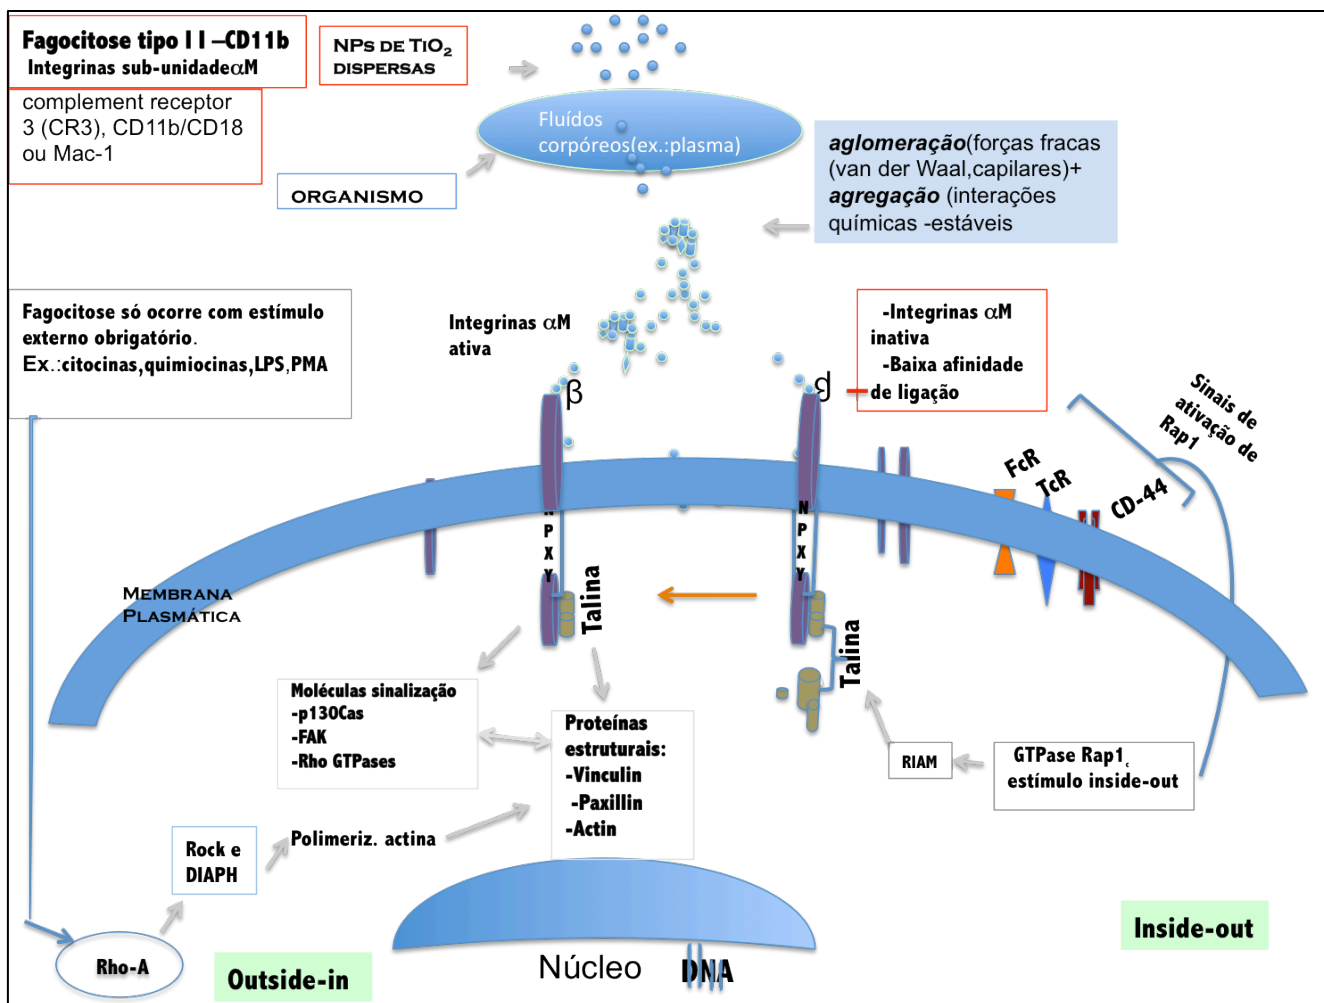 Fagocitose tipo II –CD11b
Integrinas sub-unidadeαM
complement receptor
3 (CR3), CD11b/CD18
ou Mac-1
NPs de TiO2
dispersas
Fluídos
corpóreos(ex.:plasma)
organismo
aglomeração(forças fracas
(van der Waal,capilares)+
agregação (interações
químicas -estáveis
Fagocitose só ocorre com estímulo
externo obrigatório.
Ex.:citocinas,quimiocinas,LPS,PMA
Integrinas αM
ativa
-Integrinas αM
inativa
-Baixa afinidade
de ligação
β
β
Sinais de
ativação de
Rap1
FcR
TcR
CD-44
NPXY
NPXY
Membrana
Plasmática
Talina
Talina
Moléculas sinalização
-p130Cas
-FAK
-Rho GTPases
Proteínas
estruturais:
-Vinculin
-Paxillin
-Actin
RIAM
GTPase Rap1
estímulo inside-out
Polimeriz. actina
Rock e
DIAPH
Rho-A
Outside-in
Núcleo
DNA
Inside-out